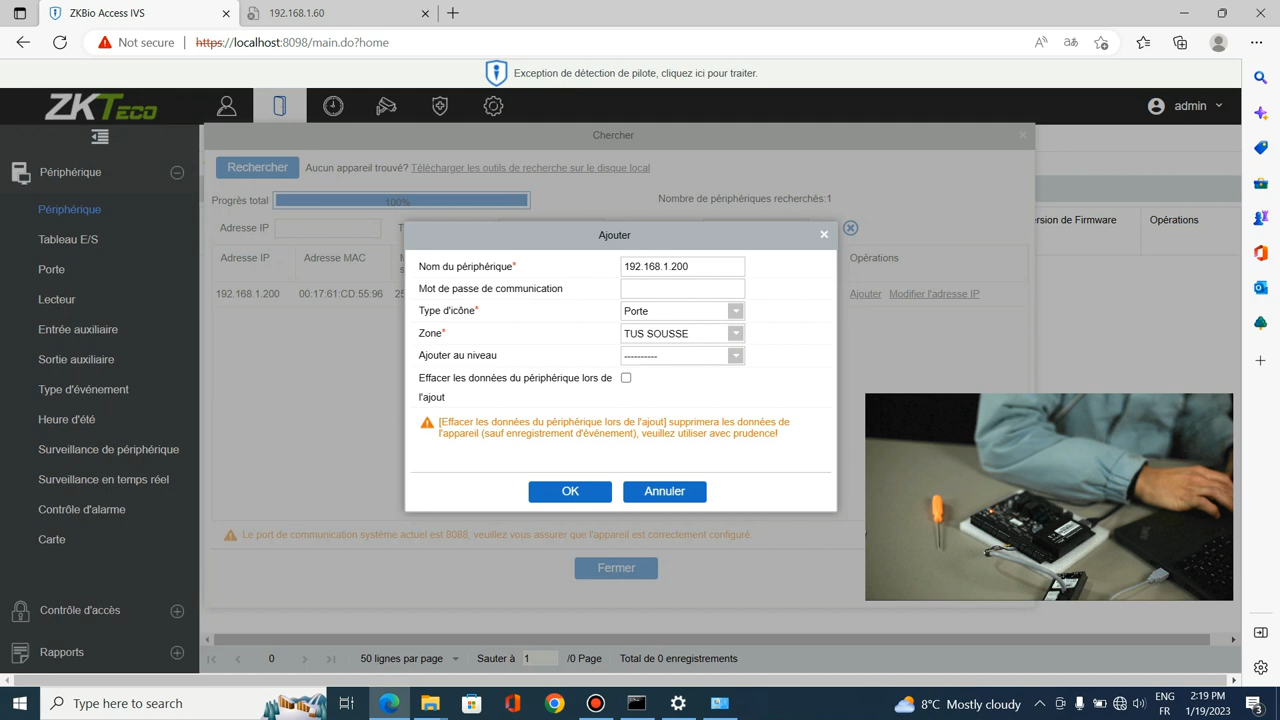 ZKBio Access IVS
192.168.1.60
Not secure
https://localhost:8098/main.do?home
Exception de détection de pilote, cliquez ici pour traiter.
ZKTeco
admin
Chercher
Périphérique
Rechercher
Aucun appareil trouvé? Télécharger les outils de recherche sur le disque local
Progrès total
100%
Nombre de périphériques recherchés:1
Périphérique
Adresse IP
Ajouter
ersion de Firmware
Opérations
Tableau E/S
Adresse IP
Adresse MAC
Opérations
Porte
Nom du périphérique*
192.168.1.200
Mot de passe de communication
Lecteur
192.168.1.200
00:17:61:CD:55:96
25
Ajouter
Modifier l'adresse IP
Type d'icône*
Porte
Entrée auxiliaire
Zone*
TUS SOUSSE
Sortie auxiliaire
Ajouter au niveau
----------
Type d'événement
Effacer les données du périphérique lors de
l'ajout
Heure d'été
[Effacer les données du périphérique lors de l'ajout] supprimera les données de
l'appareil (sauf enregistrement d'événement), veuillez utiliser avec prudence!
Surveillance de périphérique
Surveillance en temps réel
OK
Annuler
Contrôle d'alarme
Le port de communication système actuel est 8088, veuillez vous assurer que l'appareil est correctement configuré.
Carte
Fermer
Contrôle d'accès
Rapports
0
50 lignes par page
Sauter à
1
/0 Page
Total de 0 enregistrements
Type here to search
8°C Mostly cloudy
ENG
FR
2:19 PM
1/19/2023
3